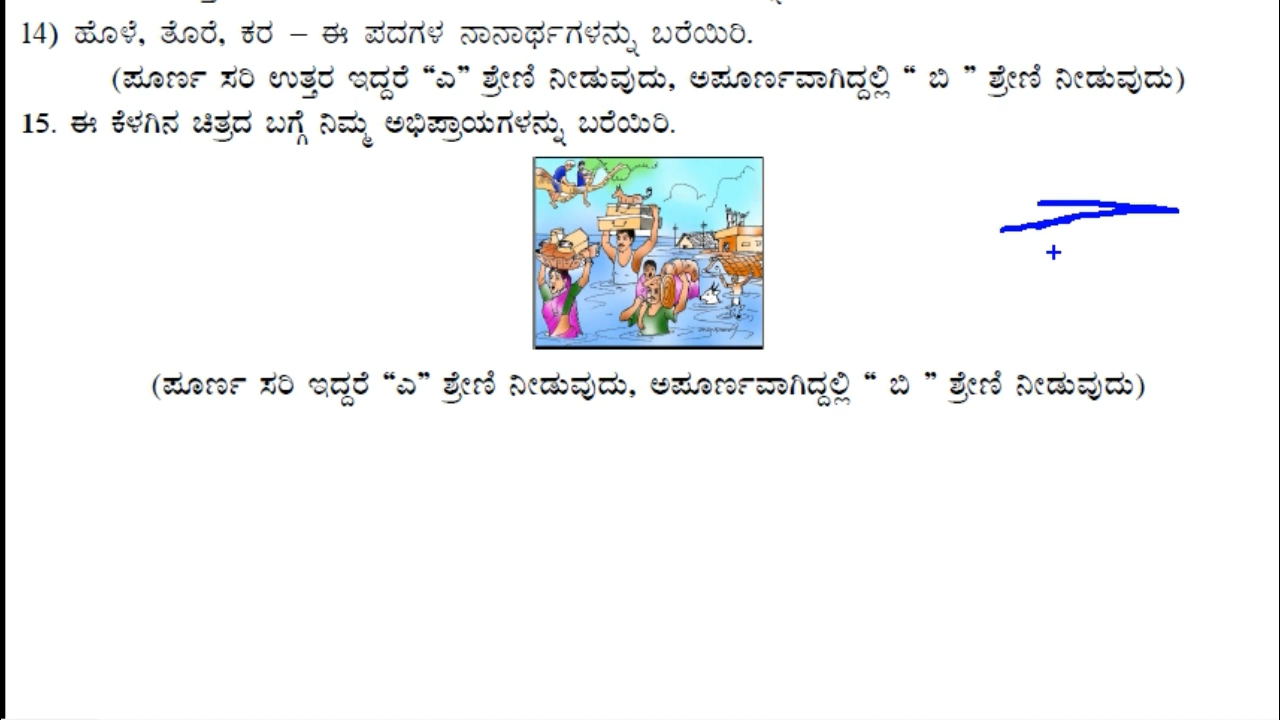 14) ಹೊಳೆ, ತೊರೆ, ಕರ – ಈ ಪದಗಳ ನಾನಾರ್ಥಗಳನ್ನು ಬರೆಯಿರಿ.
(ಪೂರ್ಣ ಸರಿ ಉತ್ತರ ಇದ್ದರೆ “ಎ” ಶ್ರೇಣಿ ನೀಡುವುದು, ಅಪೂರ್ಣವಾಗಿದ್ದಲ್ಲಿ “ ಬಿ ” ಶ್ರೇಣಿ ನೀಡುವುದು)
15. ಈ ಕೆಳಗಿನ ಚಿತ್ರದ ಬಗ್ಗೆ ನಿಮ್ಮ ಅಭಿಪ್ರಾಯಗಳನ್ನು ಬರೆಯಿರಿ.
(ಪೂರ್ಣ ಸರಿ ಇದ್ದರೆ “ಎ” ಶ್ರೇಣಿ ನೀಡುವುದು, ಅಪೂರ್ಣವಾಗಿದ್ದಲ್ಲಿ “ ಬಿ ” ಶ್ರೇಣಿ ನೀಡುವುದು)